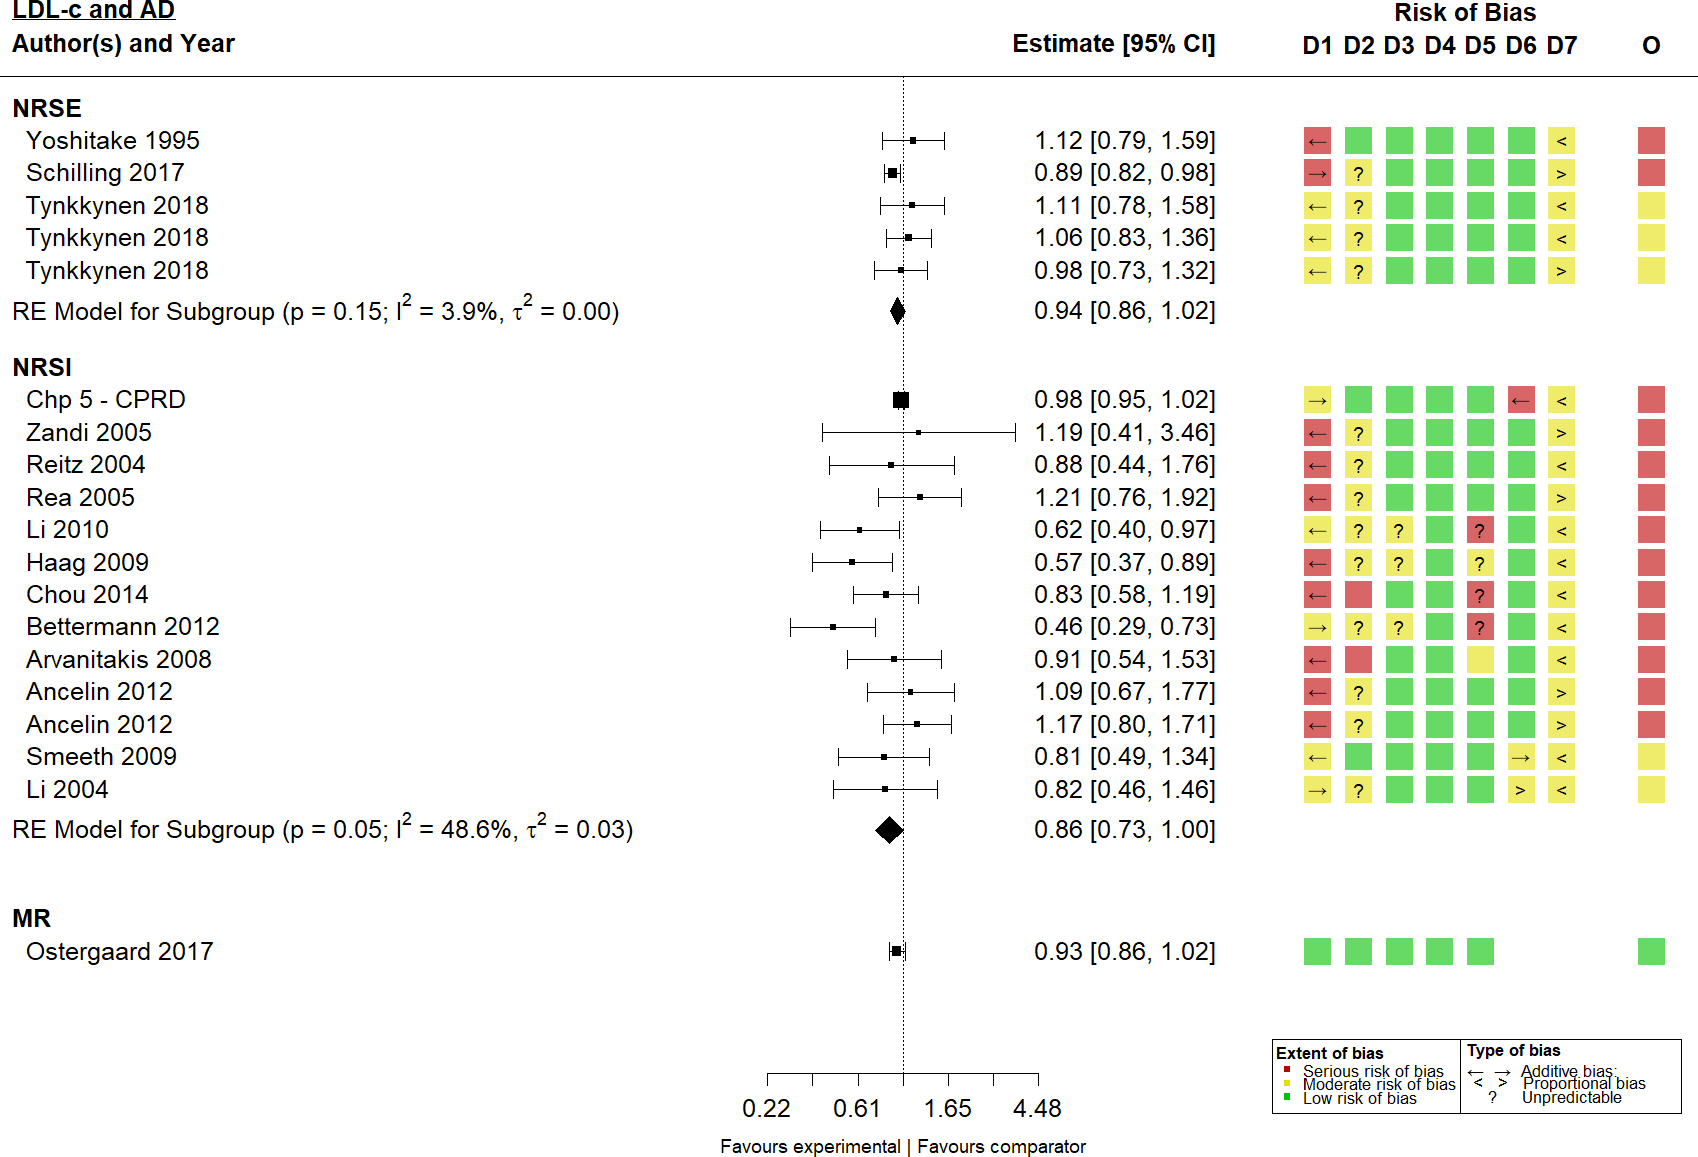 LDL-c and AD
Risk of Bias
Author(s) and Year Estimate [95% CI] D1 D2 D3 D4 D5 D6 D7 O
NRSE
Yoshitake 1995 1.12 [0.79, 1.59] ← <
Schilling 2017 0.89 [0.82, 0.98] → ? >
Tynkkynen 2018 1.11 [0.78, 1.58] ← ? <
Tynkkynen 2018 1.06 [0.83, 1.36] ← ? <
Tynkkynen 2018 0.98 [0.73, 1.32] ← ? >
RE Model for Subgroup (p = 0.15; I² = 3.9%, τ² = 0.00) 0.94 [0.86, 1.02]
NRSI
Chp 5 - CPRD 0.98 [0.95, 1.02] → ← <
Zandi 2005 1.19 [0.41, 3.46] ← ? >
Reitz 2004 0.88 [0.44, 1.76] ← ? <
Rea 2005 1.21 [0.76, 1.92] ← ? >
Li 2010 0.62 [0.40, 0.97] ← ? ? ? <
Haag 2009 0.57 [0.37, 0.89] ← ? ? ? <
Chou 2014 0.83 [0.58, 1.19] ← ? <
Bettermann 2012 0.46 [0.29, 0.73] → ? ? ? <
Arvanitakis 2008 0.91 [0.54, 1.53] ← <
Ancelin 2012 1.09 [0.67, 1.77] ← ? >
Ancelin 2012 1.17 [0.80, 1.71] ← ? >
Smeeth 2009 0.81 [0.49, 1.34] ← → <
Li 2004 0.82 [0.46, 1.46] → ? > <
RE Model for Subgroup (p = 0.05; I² = 48.6%, τ² = 0.03) 0.86 [0.73, 1.00]
MR
Ostergaard 2017 0.93 [0.86, 1.02]
0.22 0.61 1.65 4.48
Favours experimental | Favours comparator
Extent of bias
Serious risk of bias
Moderate risk of bias
Low risk of bias
Type of bias
← → Additive bias:
< > Proportional bias
? Unpredictable